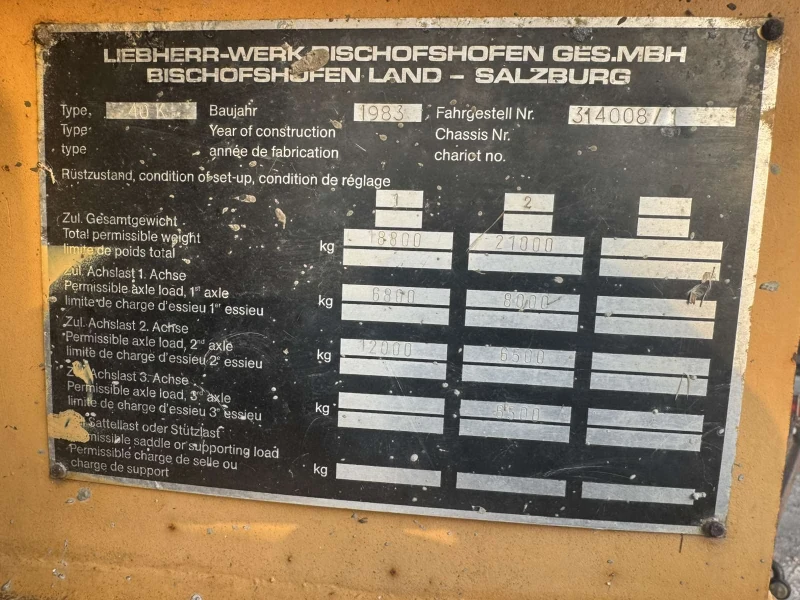 LIEBHERR-WERK BISCHOFSHOFEN GES.MBH
BISCHOFSHOFEN LAND – SALZBURG
Type 40 K Baujahr 1983 Fahrgestell Nr. 314008/1
Type Year of construction Chassis Nr.
type année de fabrication chariot no.
Rüstzustand, condition of set-up, condition de réglage
1 2
Zul. Gesamtgewicht
Total permissible weight kg 18800 21000
limite de poids total
Zul. Achslast 1. Achse
Permissible axle load, 1st axle kg 6800 8000
limite de charge d'essieu 1er essieu
Zul. Achslast 2. Achse
Permissible axle load, 2nd axle kg 12000 6500
limite de charge d'essieu 2e essieu
Zul. Achslast 3. Achse
Permissible axle load, 3rd axle kg 6500
limite de charge d'essieu 3e essieu
Sattellast oder Stützlast
Permissible saddle or supporting load
Permissible charge de selle ou kg
charge de support